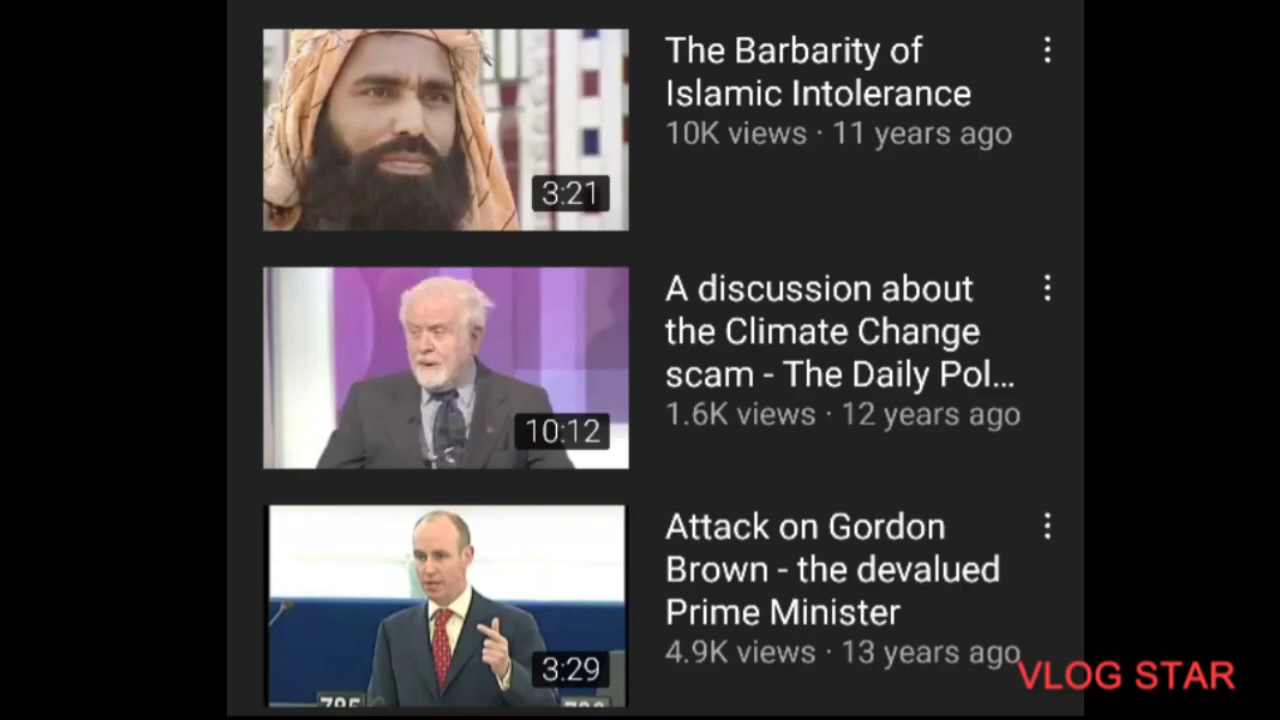 The Barbarity of
Islamic Intolerance
10K views · 11 years ago
3:21
A discussion about
the Climate Change
scam - The Daily Pol...
1.6K views · 12 years ago
10:12
Attack on Gordon
Brown - the devalued
Prime Minister
4.9K views · 13 years ago
3:29
VLOG STAR